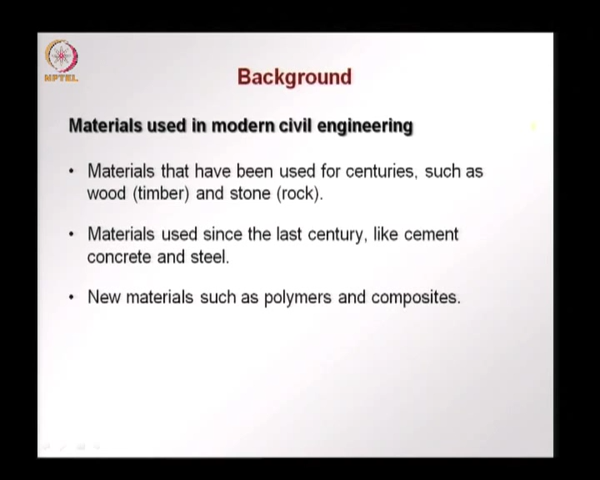 NPTEL
Background
Materials used in modern civil engineering
• Materials that have been used for centuries, such as
wood (timber) and stone (rock).
• Materials used since the last century, like cement
concrete and steel.
• New materials such as polymers and composites.